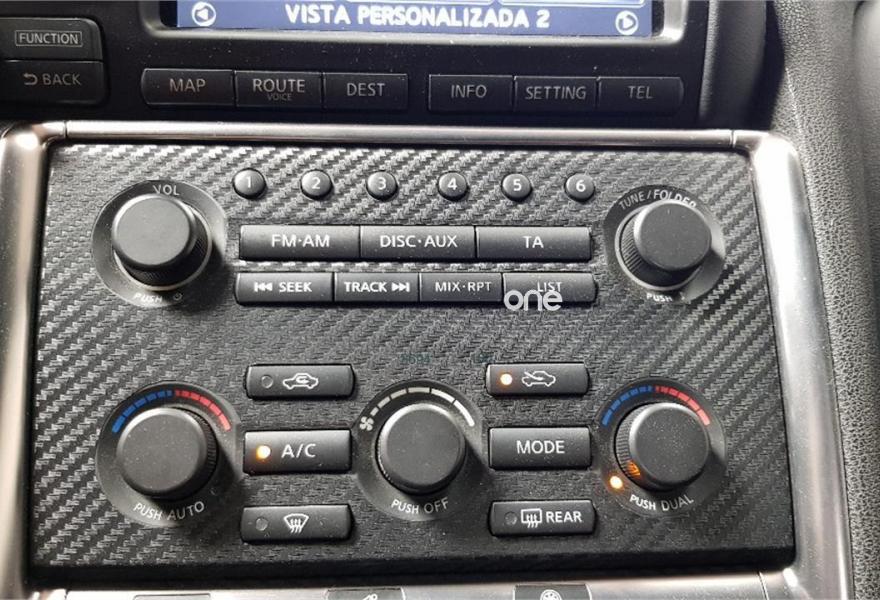 VISTA PERSONALIZADA 2
FUNCTION
BACK
MAP
ROUTE
VOICE
DEST
INFO
SETTING
TEL
VOL
PUSH
1 2 3 4 5 6
TUNE / FOLDER
PUSH
FM·AM
DISC·AUX
TA
SEEK
TRACK
MIX·RPT
LIST
one
A/C
MODE
PUSH AUTO
PUSH OFF
PUSH DUAL
REAR